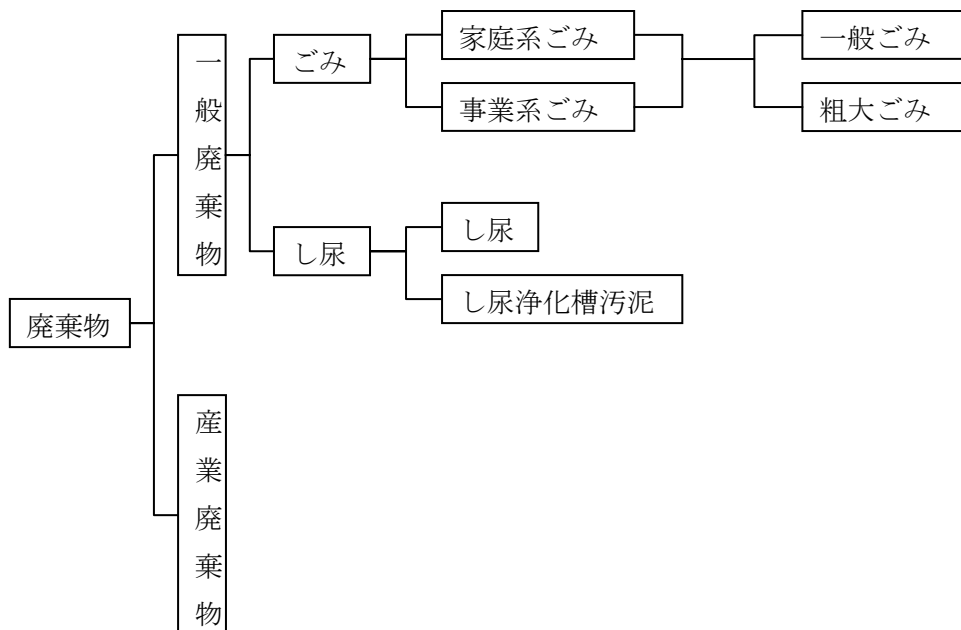 廃棄物
一般廃棄物
ごみ
家庭系ごみ
事業系ごみ
一般ごみ
粗大ごみ
し尿
し尿
し尿浄化槽汚泥
産業廃棄物